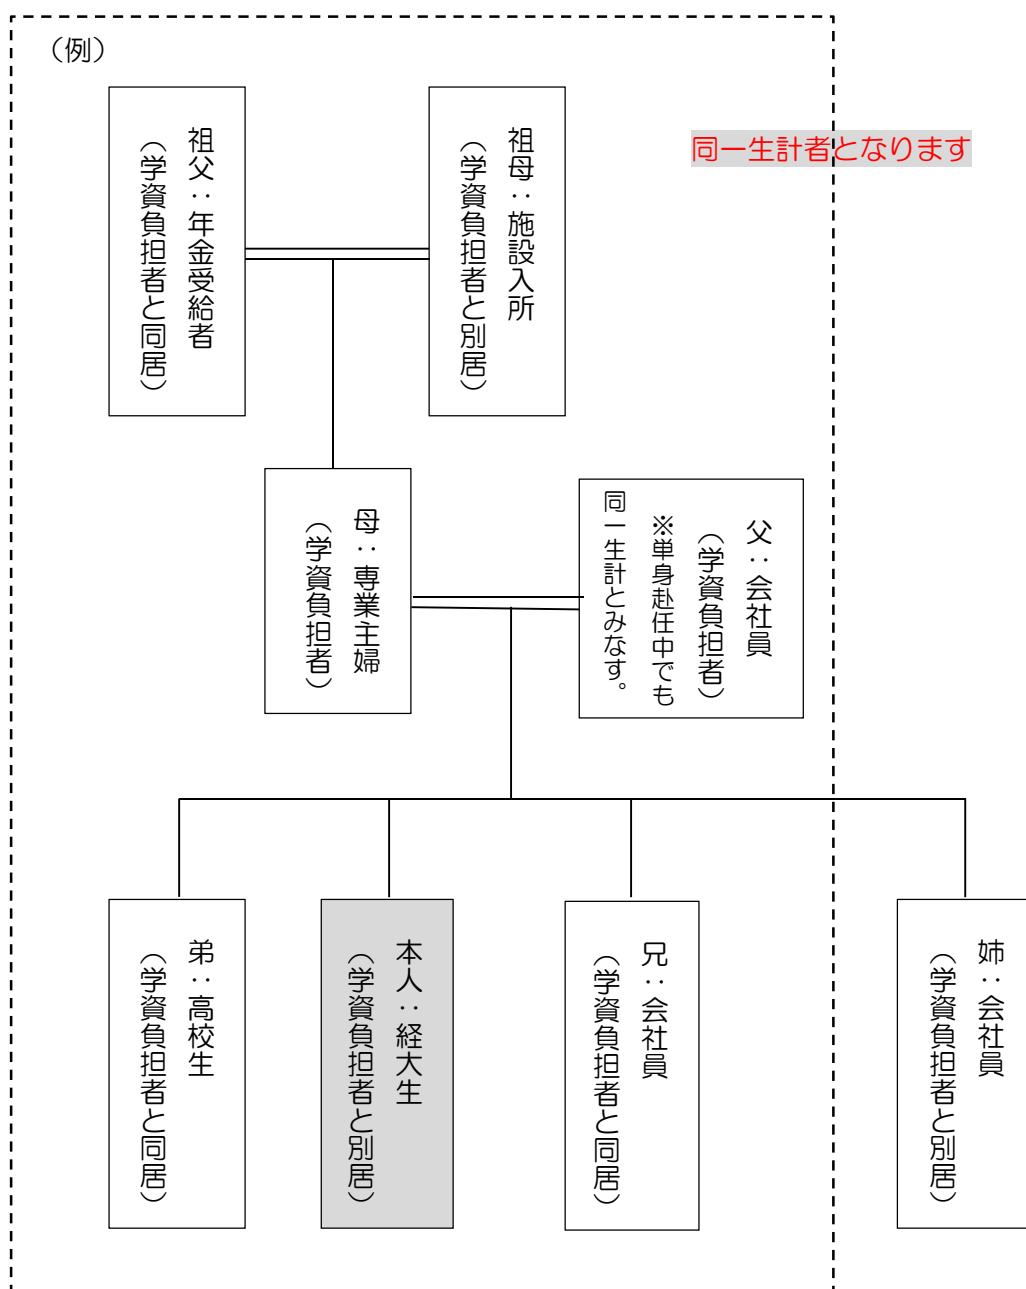 （例）
同一生計者となります
祖父：年金受給者
（学資負担者と同居）
祖母：施設入所
（学資負担者と別居）
母：専業主婦
（学資負担者）
父：会社員
（学資負担者）
※単身赴任中でも
同一生計とみなす。
弟：高校生
（学資負担者と同居）
本人：経大生
（学資負担者と別居）
兄：会社員
（学資負担者と同居）
姉：会社員
（学資負担者と別居）